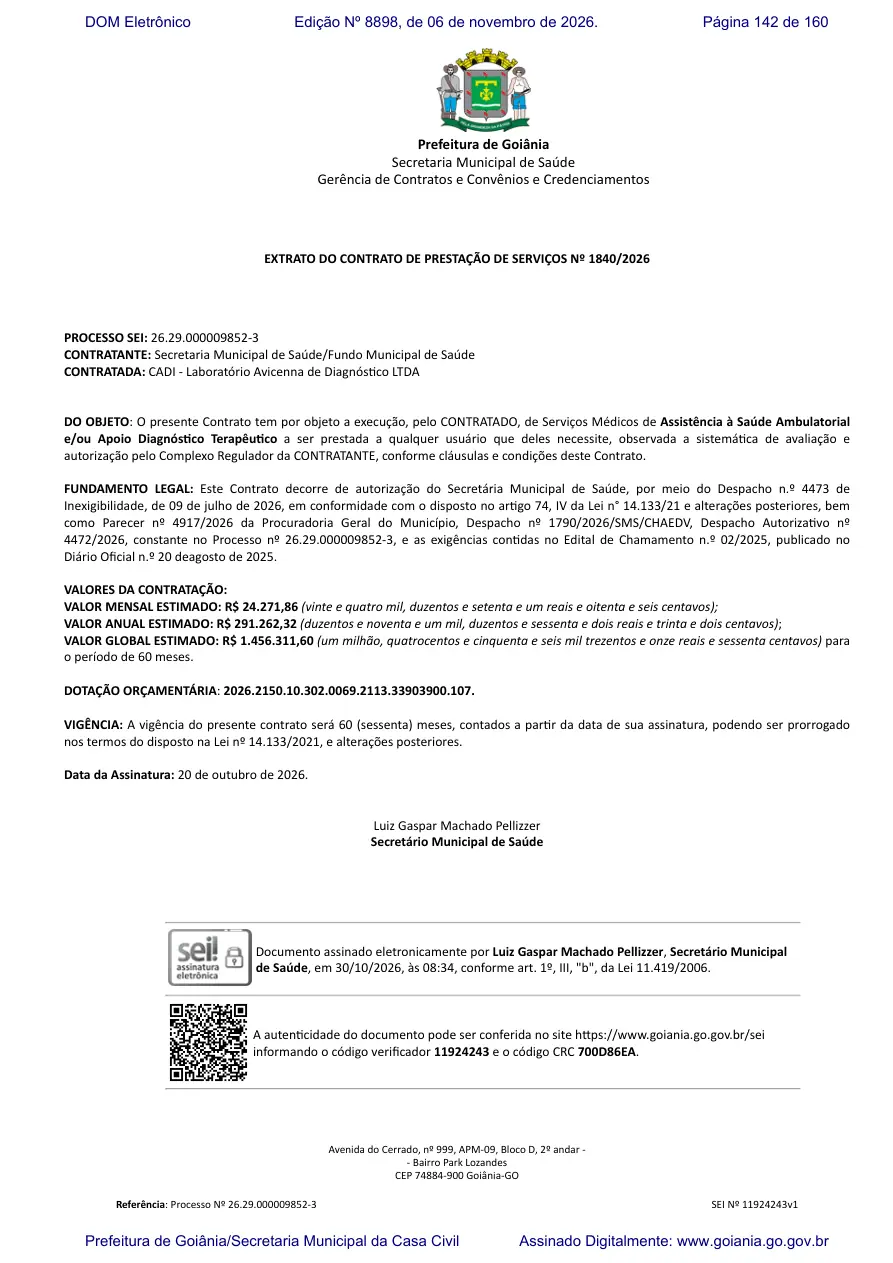 DOM Eletrônico Edição Nº 8898, de 06 de novembro de 2026. Página 142 de 160
Prefeitura de Goiânia
Secretaria Municipal de Saúde
Gerência de Contratos e Convênios e Credenciamentos
EXTRATO DO CONTRATO DE PRESTAÇÃO DE SERVIÇOS Nº 1840/2026
PROCESSO SEI: 26.29.000009852-3
CONTRATANTE: Secretaria Municipal de Saúde/Fundo Municipal de Saúde
CONTRATADA: CADI - Laboratório Avicenna de Diagnóstico LTDA
DO OBJETO: O presente Contrato tem por objeto a execução, pelo CONTRATADO, de Serviços Médicos de Assistência à Saúde Ambulatorial
e/ou Apoio Diagnóstico Terapêutico a ser prestada a qualquer usuário que deles necessite, observada a sistemática de avaliação e
autorização pelo Complexo Regulador da CONTRATANTE, conforme cláusulas e condições deste Contrato.
FUNDAMENTO LEGAL: Este Contrato decorre de autorização do Secretária Municipal de Saúde, por meio do Despacho n.º 4473 de
Inexigibilidade, de 09 de julho de 2026, em conformidade com o disposto no artigo 74, IV da Lei n° 14.133/21 e alterações posteriores, bem
como Parecer nº 4917/2026 da Procuradoria Geral do Município, Despacho nº 1790/2026/SMS/CHAEDV, Despacho Autorizativo nº
4472/2026, constante no Processo nº 26.29.000009852-3, e as exigências contidas no Edital de Chamamento n.º 02/2025, publicado no
Diário Oficial n.º 20 deagosto de 2025.
VALORES DA CONTRATAÇÃO:
VALOR MENSAL ESTIMADO: R$ 24.271,86 (vinte e quatro mil, duzentos e setenta e um reais e oitenta e seis centavos);
VALOR ANUAL ESTIMADO: R$ 291.262,32 (duzentos e noventa e um mil, duzentos e sessenta e dois reais e trinta e dois centavos);
VALOR GLOBAL ESTIMADO: R$ 1.456.311,60 (um milhão, quatrocentos e cinquenta e seis mil trezentos e onze reais e sessenta centavos) para
o período de 60 meses.
DOTAÇÃO ORÇAMENTÁRIA: 2026.2150.10.302.0069.2113.33903900.107.
VIGÊNCIA: A vigência do presente contrato será 60 (sessenta) meses, contados a partir da data de sua assinatura, podendo ser prorrogado
nos termos do disposto na Lei nº 14.133/2021, e alterações posteriores.
Data da Assinatura: 20 de outubro de 2026.
Luiz Gaspar Machado Pellizzer
Secretário Municipal de Saúde
sei!
assinatura
eletrônica
Documento assinado eletronicamente por Luiz Gaspar Machado Pellizzer, Secretário Municipal
de Saúde, em 30/10/2026, às 08:34, conforme art. 1º, III, "b", da Lei 11.419/2006.
A autenticidade do documento pode ser conferida no site https://www.goiania.go.gov.br/sei
informando o código verificador 11924243 e o código CRC 700D86EA.
Avenida do Cerrado, nº 999, APM-09, Bloco D, 2º andar -
- Bairro Park Lozandes
CEP 74884-900 Goiânia-GO
Referência: Processo Nº 26.29.000009852-3 SEI Nº 11924243v1
Prefeitura de Goiânia/Secretaria Municipal da Casa Civil Assinado Digitalmente: www.goiania.go.gov.br